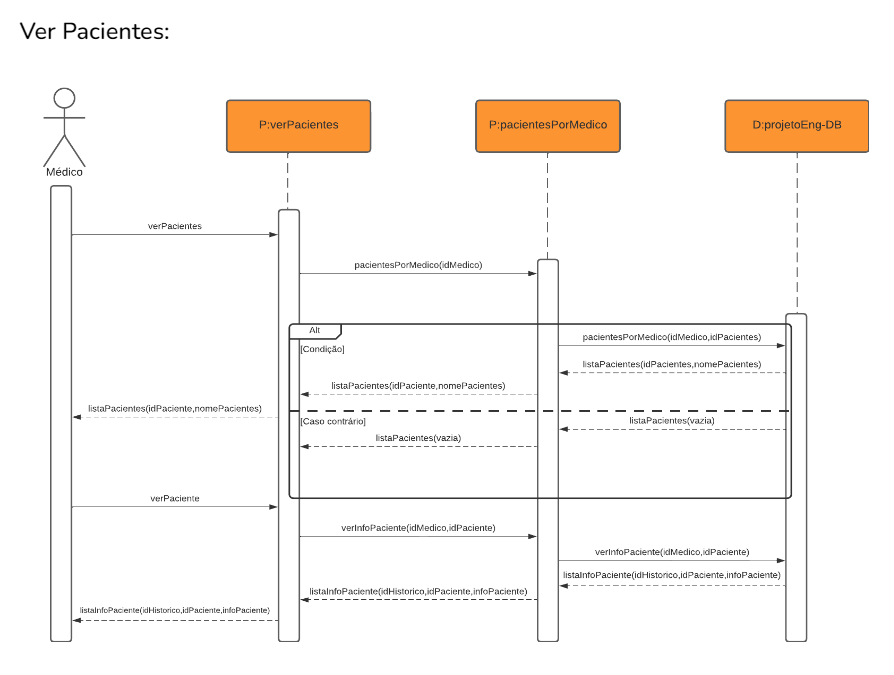 Ver Pacientes:
P:verPacientes
P:pacientesPorMedico
D:projetoEng-DB
Médico
verPacientes
pacientesPorMedico(idMedico)
Alt
pacientesPorMedico(idMedico,idPacientes)
[Condição]
listaPacientes(idPacientes,nomePacientes)
listaPacientes(idPaciente,nomePacientes)
listaPacientes(idPaciente,nomePacientes)
[Caso contrário]
listaPacientes(vazia)
listaPacientes(vazia)
verPaciente
verInfoPaciente(idMedico,idPaciente)
verInfoPaciente(idMedico,idPaciente)
listaInfoPaciente(idHistorico,idPaciente,infoPaciente)
listaInfoPaciente(idHistorico,idPaciente,infoPaciente)
listaInfoPaciente(idHistorico,idPaciente,infoPaciente)